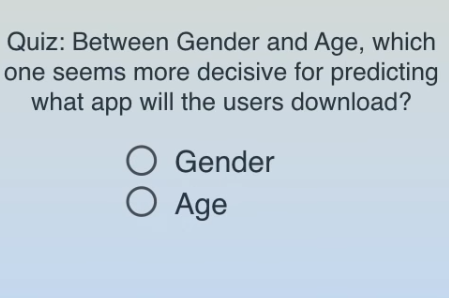 Quiz: Between Gender and Age, which
one seems more decisive for predicting
what app will the users download?
Gender
Age